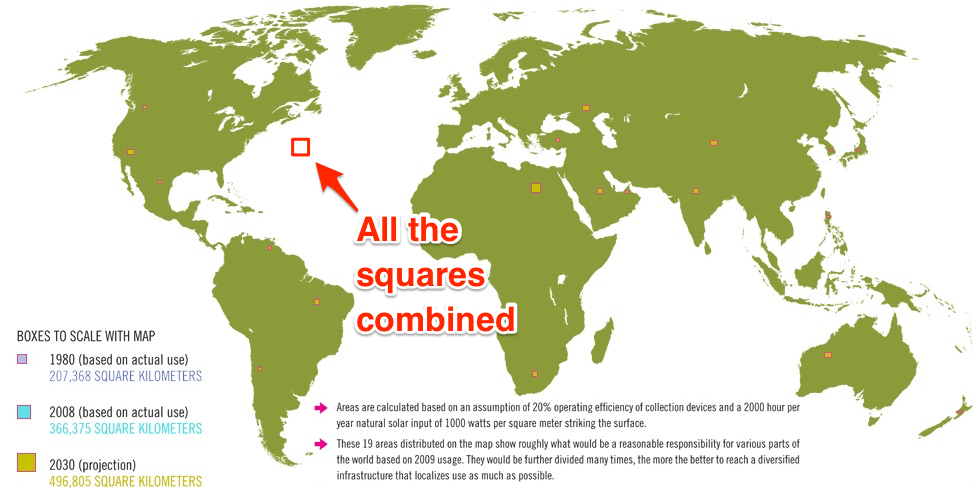 All the
squares
combined
BOXES TO SCALE WITH MAP
1980 (based on actual use)
207,368 SQUARE KILOMETERS
2008 (based on actual use)
366,375 SQUARE KILOMETERS
2030 (projection)
496,805 SQUARE KILOMETERS
Areas are calculated based on an assumption of 20% operating efficiency of collection devices and a 2000 hour per
year natural solar input of 1000 watts per square meter striking the surface.
These 19 areas distributed on the map show roughly what would be a reasonable responsibility for various parts of
the world based on 2009 usage. They would be further divided many times, the more the better to reach a diversified
infrastructure that localizes use as much as possible.